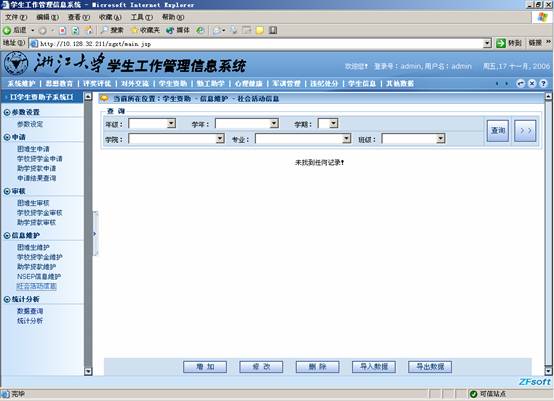 学生工作管理信息系统 - Microsoft Internet Explorer
文件(F) 编辑(E) 查看(V) 收藏(A) 工具(T) 帮助(H)
后退 搜索 收藏夹 媒体
地址(D) http://10.128.32.211/xgxt/main.jsp 转到 链接 »
浙江大学 学生工作管理信息系统
欢迎您! 登录号:admin,用户名:admin 周五,17 十一月, 2006
系统维护 | 思想教育 | 评奖评优 | 对外交流 | 学生资助 | 勤工助学 | 心理健康 | 军训管理 | 违纪处分 | 学生信息 | 其他数据
学生资助子系统
当前所在位置:学生资助 - 信息维护 - 社会活动信息
参数设置
参数设定
申请
困难生申请
学校贷学金申请
助学贷款申请
申请结果查询
审核
困难生审核
学校贷学金审核
助学贷款审核
信息维护
困难生维护
学校贷学金维护
助学贷款维护
NSEP信息维护
社会活动信息
统计分析
数据查询
统计分析
查 询
年级: 学年: 学期:
学院: 专业: 班级:
查询 >>
未找到任何记录!
增 加 修 改 删 除 导入数据 导出数据
ZFsoft
完毕 可信站点